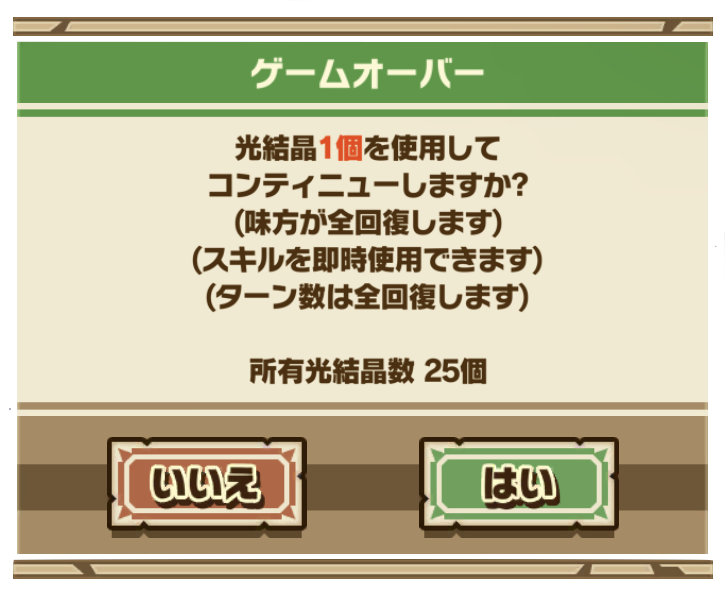 ゲームオーバー
光結晶1個を使用して
コンティニューしますか?
(味方が全回復します)
(スキルを即時使用できます)
(ターン数は全回復します)
所有光結晶数 25個
いいえ
はい